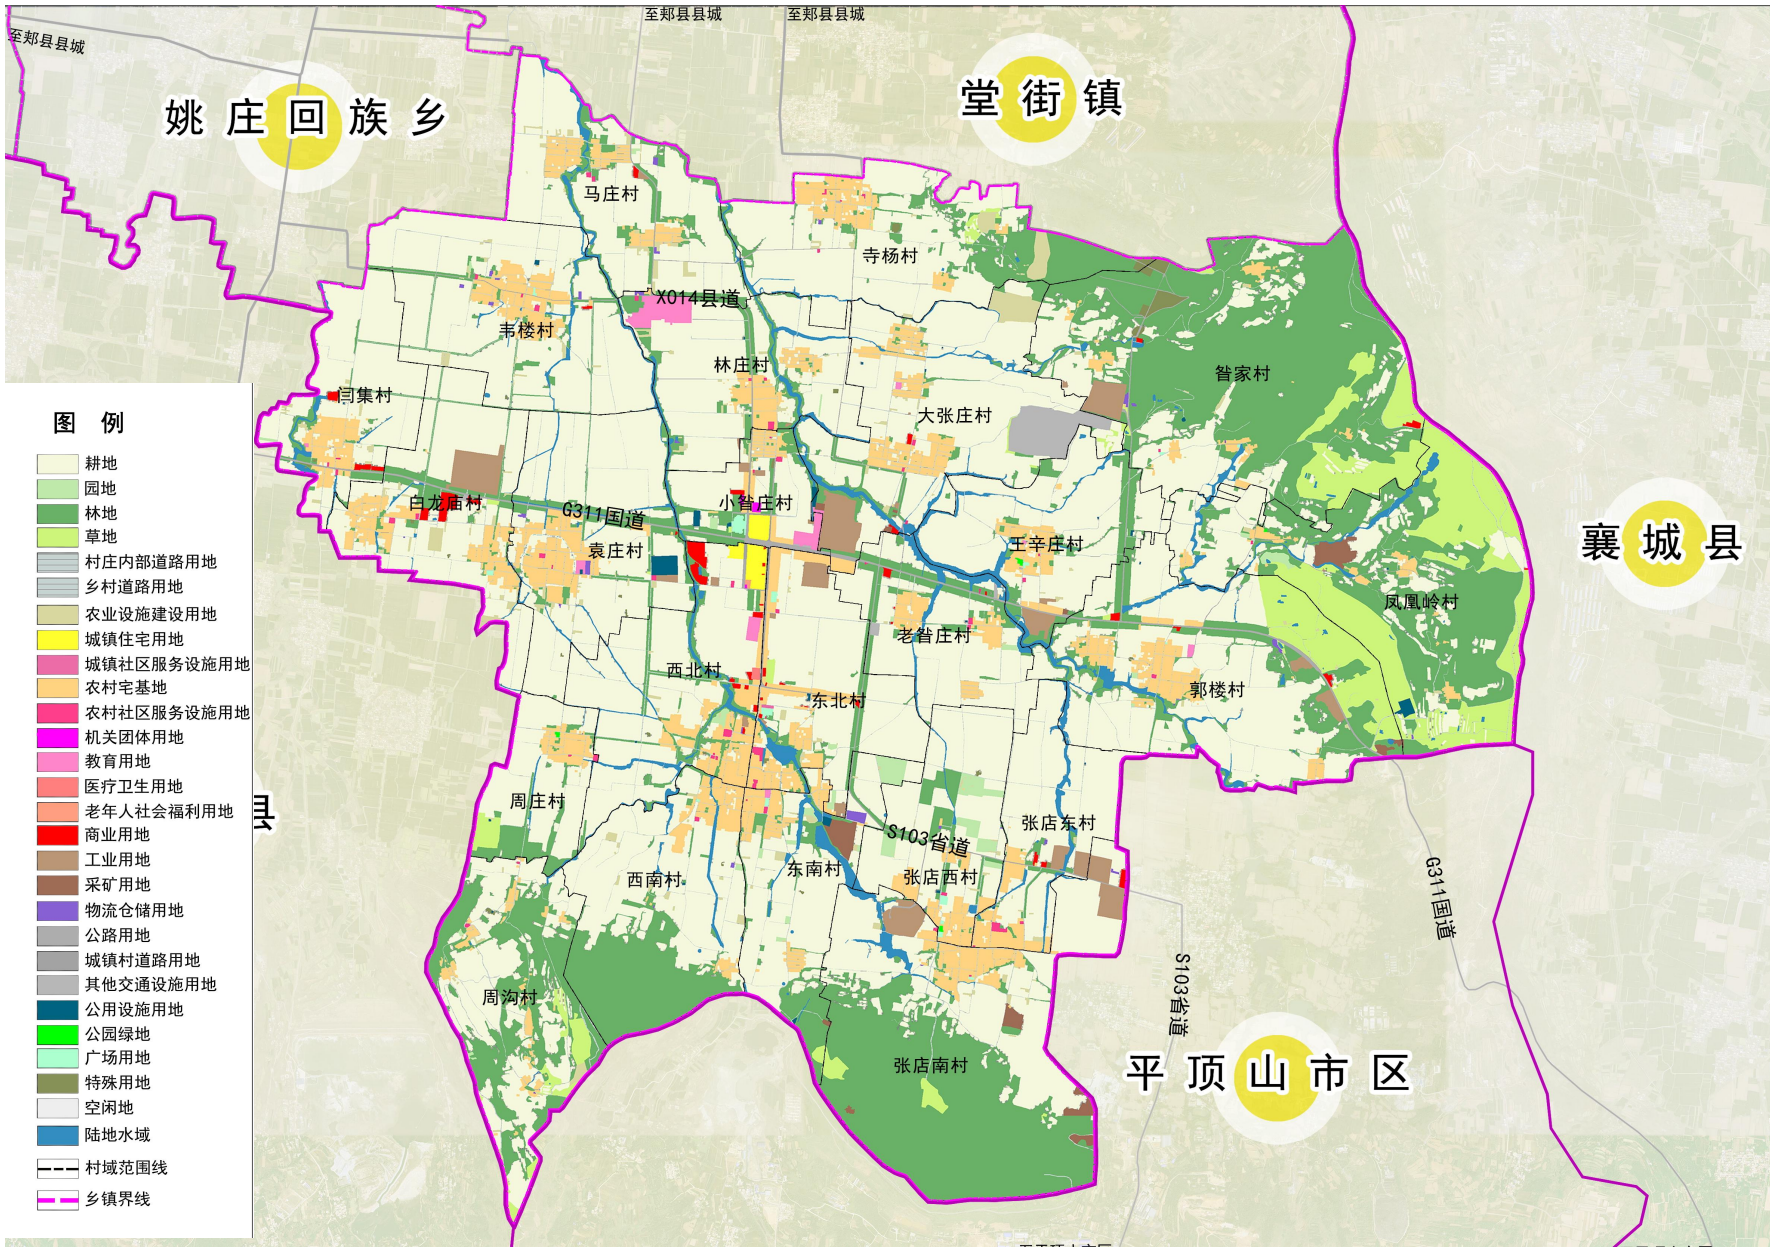 至郏县县城
至郏县县城
至郏县县城
姚庄回族乡
堂街镇
马庄村
寺杨村
X014县道
韦楼村
林庄村
昝家村
闫集村
大张庄村
白龙庙村
G311国道
小昝庄村
袁庄村
王辛庄村
襄城县
凤凰岭村
老昝庄村
西北村
东北村
郭楼村
周庄村
县
张店东村
S103省道
西南村
东南村
张店西村
G311国道
周沟村
S103省道
张店南村
平顶山市区
图例
耕地
园地
林地
草地
村庄内部道路用地
乡村道路用地
农业设施建设用地
城镇住宅用地
城镇社区服务设施用地
农村宅基地
农村社区服务设施用地
机关团体用地
教育用地
医疗卫生用地
老年人社会福利用地
商业用地
工业用地
采矿用地
物流仓储用地
公路用地
城镇村道路用地
其他交通设施用地
公用设施用地
公园绿地
广场用地
特殊用地
空闲地
陆地水域
村域范围线
乡镇界线